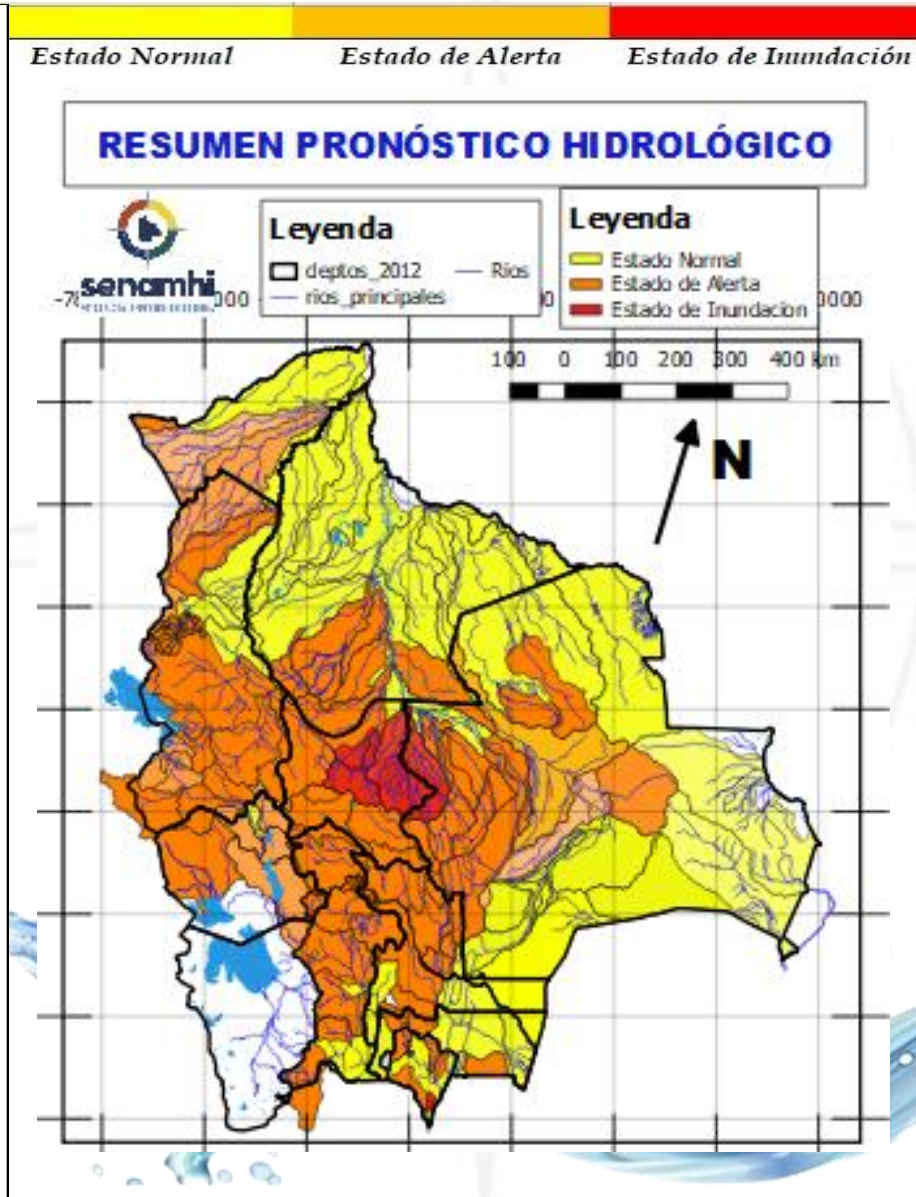 Estado Normal Estado de Alerta Estado de Inundación
RESUMEN PRONÓSTICO HIDROLÓGICO
senamhi
Leyenda
deptos_2012 Rios
rios_principales
Leyenda
Estado Normal
Estado de Alerta
Estado de Inundacion
100 0 100 200 300 400 km
N